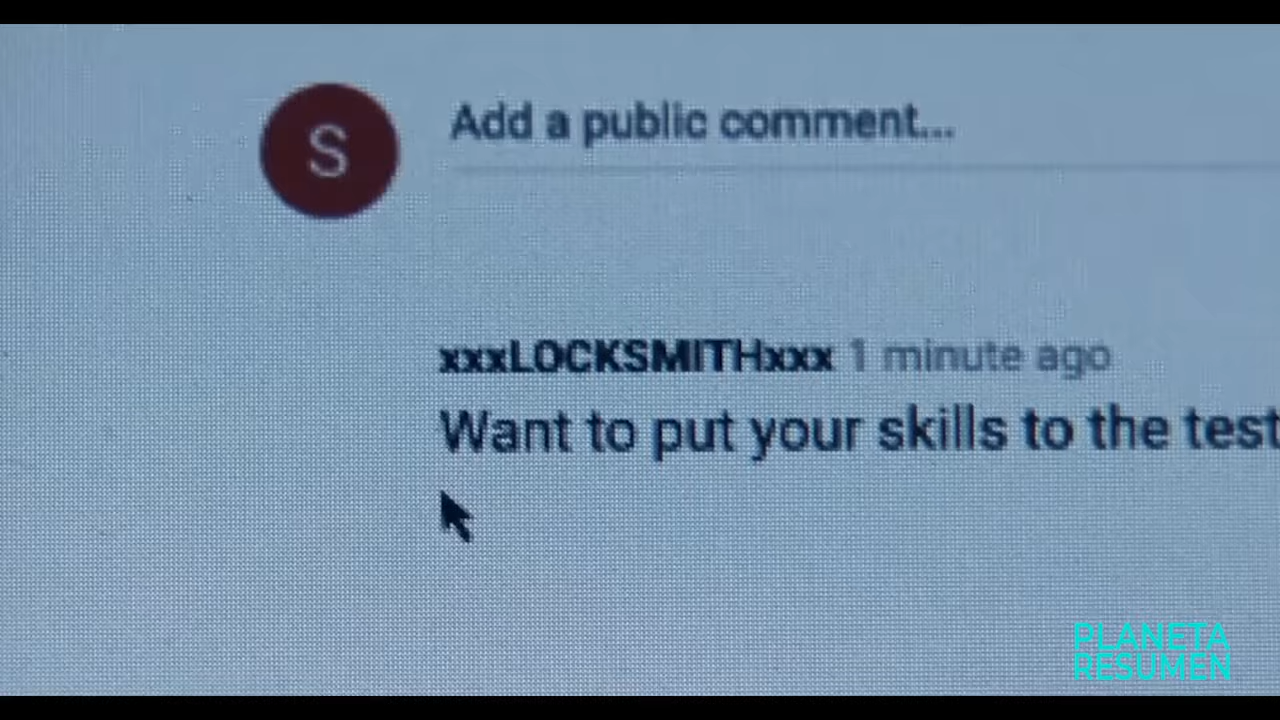 S
Add a public comment...
xxxLOCKSMITHxxx 1 minute ago
Want to put your skills to the test
PLANETA
RESUMEN